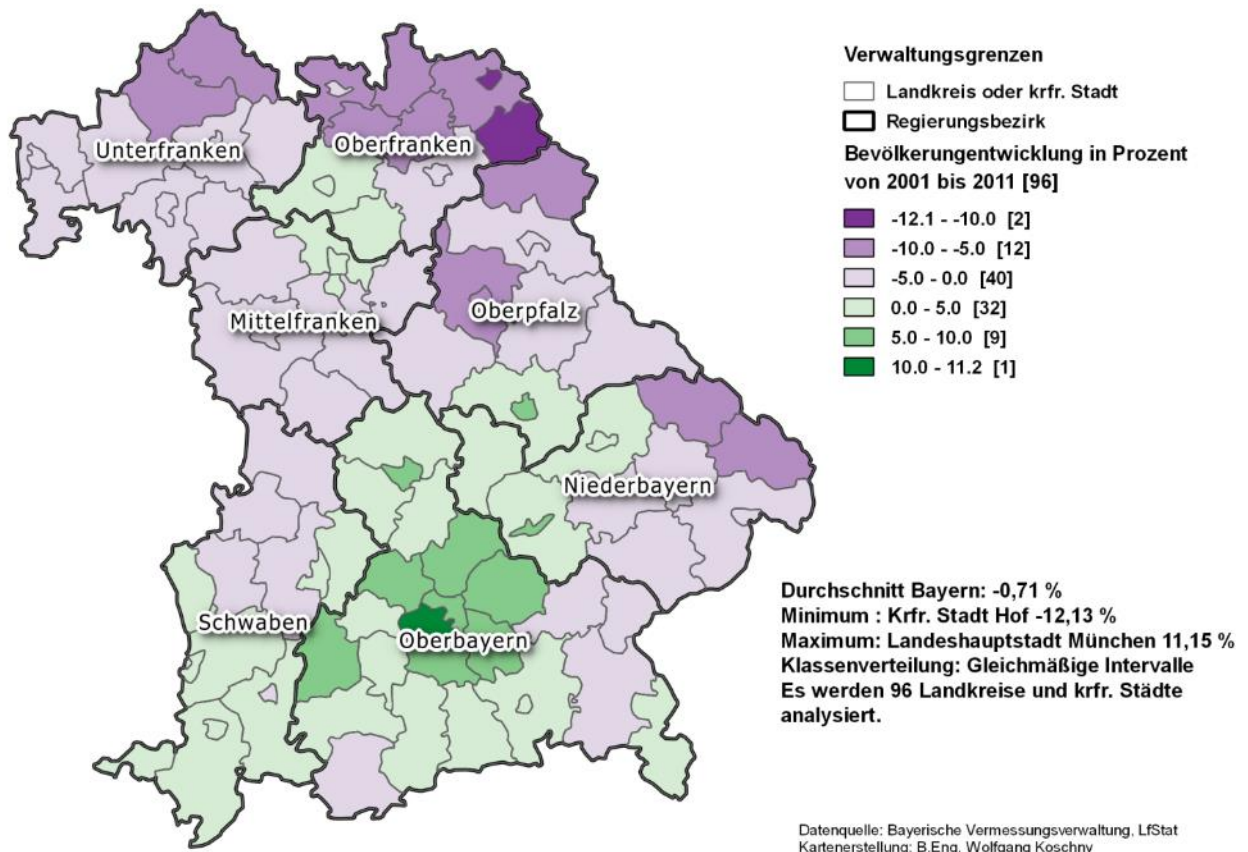 Verwaltungsgrenzen
Landkreis oder krfr. Stadt
Regierungsbezirk
Bevölkerungentwicklung in Prozent
von 2001 bis 2011 [96]
-12.1 - -10.0 [2]
-10.0 - -5.0 [12]
-5.0 - 0.0 [40]
0.0 - 5.0 [32]
5.0 - 10.0 [9]
10.0 - 11.2 [1]
Unterfranken
Oberfranken
Mittelfranken
Oberpfalz
Niederbayern
Schwaben
Oberbayern
Durchschnitt Bayern: -0,71 %
Minimum : Krfr. Stadt Hof -12,13 %
Maximum: Landeshauptstadt München 11,15 %
Klassenverteilung: Gleichmäßige Intervalle
Es werden 96 Landkreise und krfr. Städte
analysiert.
Datenquelle: Bayerische Vermessungsverwaltung, LfStat
Kartenerstellung: B.Eng. Wolfgang Koschny